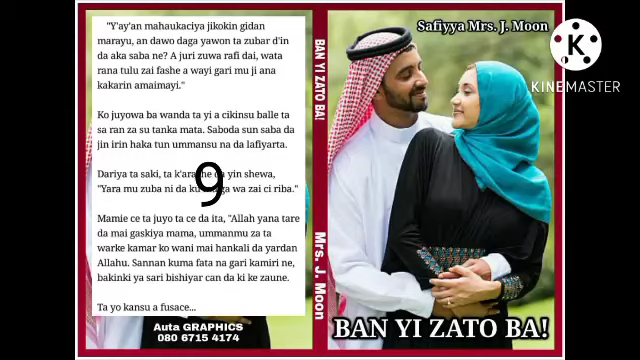 "Y'ay'an mahaukaciya jikokin gidan
marayu, an dawo daga yawon ta zubar d'in
da aka saba ne? A juri zuwa rafi dai, wata
rana tulu zai fashe a wayi gari mu ji ana
kakarin amaimayi."
Ko juyowa ba wanda ta yi a cikinsu balle ta
sa ran za su tanka mata. Saboda sun saba da
jin irin haka tun ummansu na da lafiyarta.
Dariya ta saki, ta yin shewa,
"Yara mu zuba ni da wa zai ci riba."
9
Mamie ce ta juyo ta ce da ita, "Allah yana tare
da mai gaskiya mama, ummanmu za ta
warke kamar ko wani mai hankali da yardan
Allahu. Sannan kuma fata na gari kamiri ne,
bakinki ya sari bishiyar can da ki ke zaune.
Ta yo kansu a fusace...
Auta GRAPHICS
080 6715 4174
BAN YI ZATO BA!
Mrs. J. Moon
Safiyya Mrs. J. Moon
BAN YI ZATO BA!
K
KINEMASTER